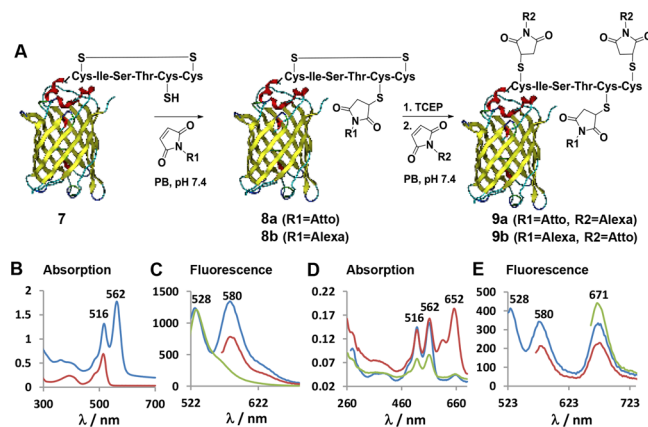 A
S S
Cys-Ile-Ser-Thr-Cys-Cys
SH
7
O
N-R1
O
PB, pH 7.4
S S
Cys-Ile-Ser-Thr-Cys-Cys
S
O
N
R1
O
8a (R1=Atto)
8b (R1=Alexa)
1. TCEP
2.
O
N-R2
O
PB, pH 7.4
R2 R2
O N O O N O
S S
Cys-Ile-Ser-Thr-Cys-Cys
S
O
N
R1
O
9a (R1=Atto, R2=Alexa)
9b (R1=Alexa, R2=Atto)
B Absorption
562
516
2
1.5
1
0.5
0
300 500 700
λ / nm
C Fluorescence
528 580
1500
1000
500
0
522 622
λ / nm
D Absorption
516 562 652
0.22
0.17
0.12
0.07
0.02
260 460 660
λ / nm
E Fluorescence
528 580 671
500
400
300
200
100
0
523 623 723
λ / nm